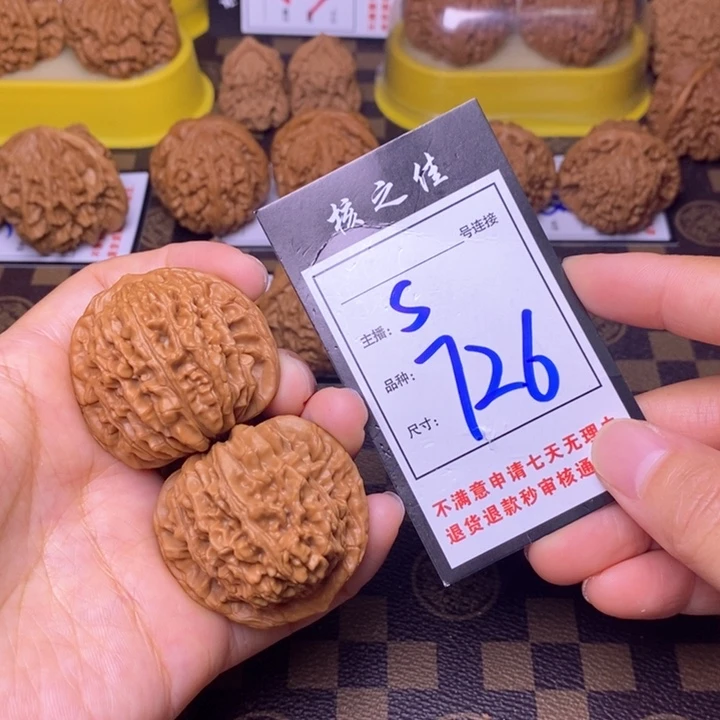 核之佳
号连接
主播：S
品种：726
尺寸：
不满意申请七天无理由
退货退款秒审核通